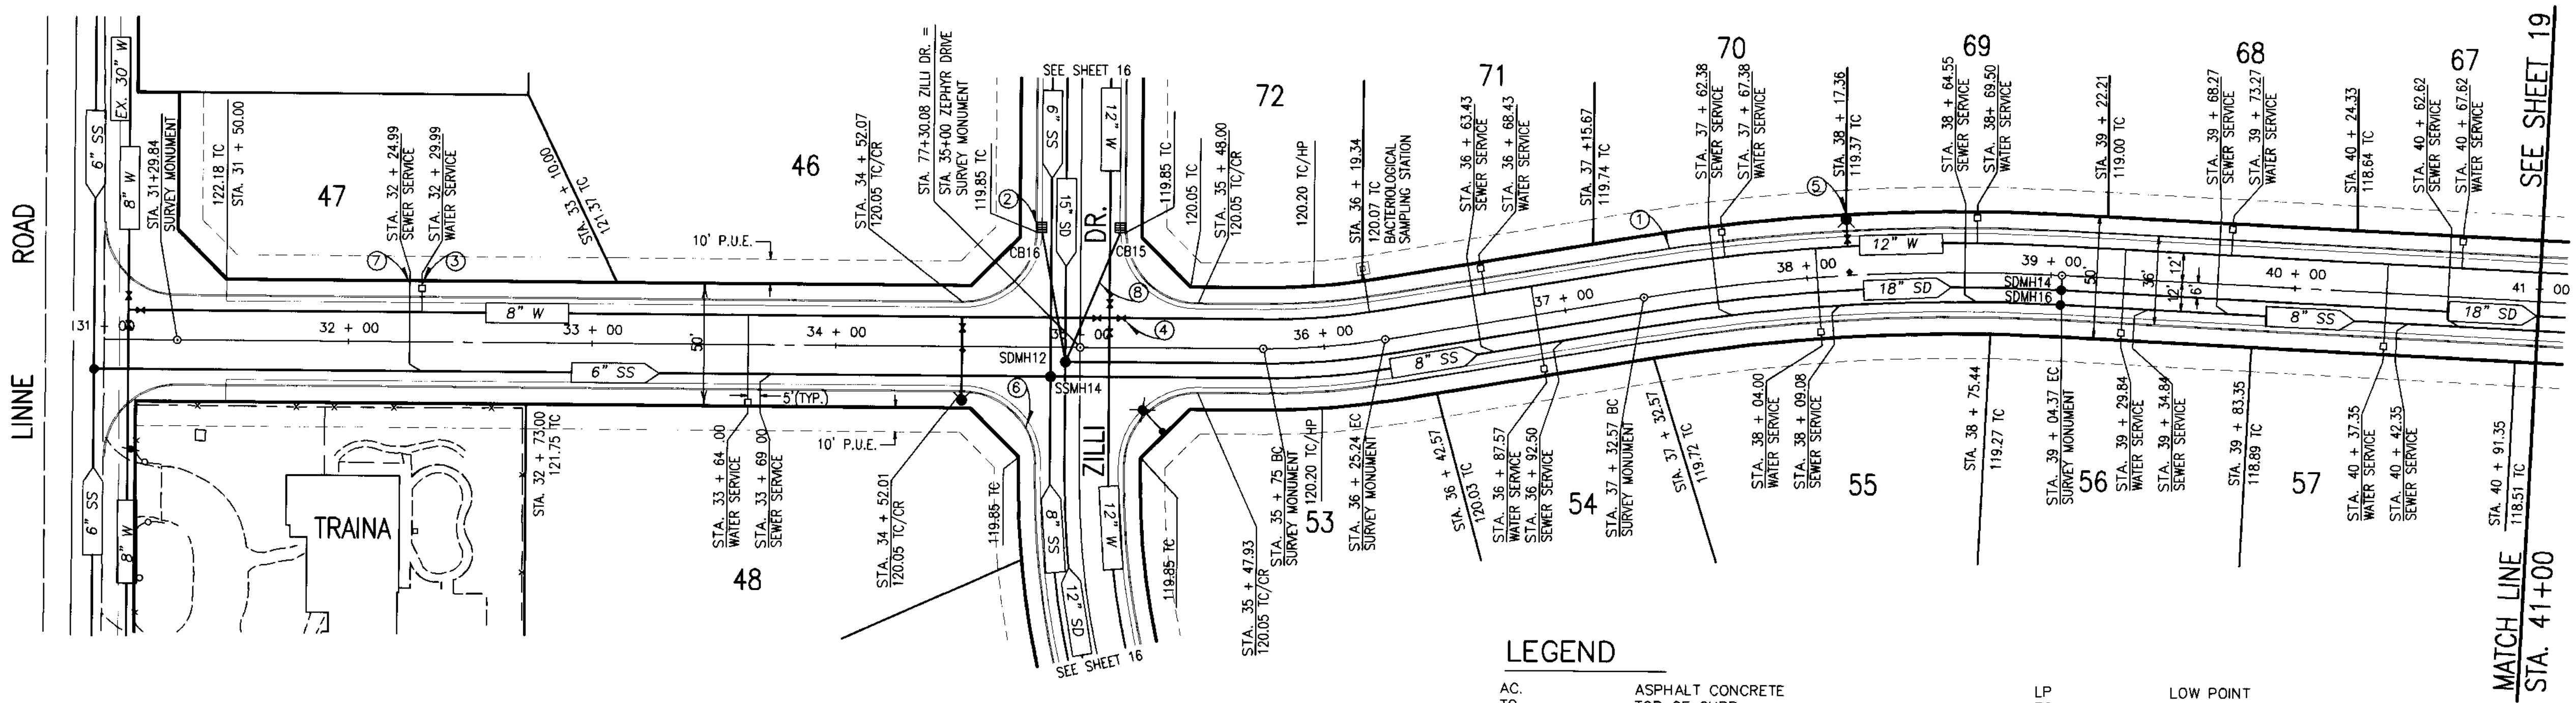 LINNE ROAD
6" SS
EX. 30" W
8" W
STA. 31+29.84
SURVEY MONUMENT
122.18 TC
STA. 31 + 50.00
47
STA. 32 + 24.99
SEWER SERVICE
STA. 32 + 29.99
WATER SERVICE
7
3
STA. 33 + 10.00
121.37 TC
46
10' P.U.E.
STA. 34 + 52.07
120.05 TC/CR
STA. 77+30.08 ZILLI DR. =
STA. 35+00 ZEPHYR DRIVE
SURVEY MONUMENT
119.85 TC
2
CB16
SEE SHEET 16
6" SS
15" SD
12" W
ZILLI DR.
CB15
8
4
119.85 TC
120.05 TC
STA. 35 + 48.00
120.05 TC/CR
72
120.20 TC/HP
STA. 36 + 19.34
120.07 TC
BACTERIOLOGICAL
SAMPLING STATION
71
STA. 36 + 63.43
SEWER SERVICE
STA. 36 + 68.43
WATER SERVICE
STA. 37 +15.67
119.74 TC
1
70
STA. 37 + 62.38
SEWER SERVICE
STA. 37 + 67.38
WATER SERVICE
5
STA. 38 + 17.36
119.37 TC
69
STA. 38 + 64.55
SEWER SERVICE
STA. 38+ 69.50
WATER SERVICE
STA. 39 + 22.21
119.00 TC
68
STA. 39 + 68.27
SEWER SERVICE
STA. 39 + 73.27
WATER SERVICE
STA. 40 + 24.33
118.64 TC
67
STA. 40 + 62.62
SEWER SERVICE
STA. 40 + 67.62
WATER SERVICE
SEE SHEET 19
MATCH LINE
STA. 41+00
131 + 00
32 + 00
8" W
33 + 00
50'
34 + 00
36 + 00
37 + 00
38 + 00
12" W
39 + 00
40 + 00
41 + 00
SDMH12
SSMH14
SDMH14
SDMH16
50'
36'
12'
12'
6'
6" SS
8" SS
18" SD
8" SS
18" SD
5'(TYP.)
10' P.U.E.
6
6" SS
8" W
TRAINA
STA. 32 + 73.00
121.75 TC
STA. 33 + 64 .00
WATER SERVICE
STA. 33 + 69 00
SEWER SERVICE
48
STA. 34 + 52.01
120.05 TC/CR
119.85 TC
8" SS
12" SD
12" W
SEE SHEET 16
119.85 TC
STA. 35 + 47.93
120.05 TC/CR
STA. 35 + 75 BC
SURVEY MONUMENT
120.20 TC/HP
53
STA. 36 + 25.24 EC
SURVEY MONUMENT
STA. 36 + 42.57
120.03 TC
STA. 36 + 87.57
WATER SERVICE
STA. 36 + 92.50
SEWER SERVICE
54
STA. 37 + 32.57 BC
SURVEY MONUMENT
STA. 37 + 32.57
119.72 TC
STA. 38 + 04.00
WATER SERVICE
STA. 38 + 09.08
SEWER SERVICE
55
STA. 38 + 75.44
119.27 TC
STA. 39 + 04.37 EC
SURVEY MONUMENT
56
STA. 39 + 29.84
WATER SERVICE
STA. 39 + 34.84
SEWER SERVICE
STA. 39 + 83.35
118.89 TC
57
STA. 40 + 37.35
WATER SERVICE
STA. 40 + 42.35
SEWER SERVICE
STA. 40 + 91.35
118.51 TC
LEGEND
AC. ASPHALT CONCRETE
LP LOW POINT